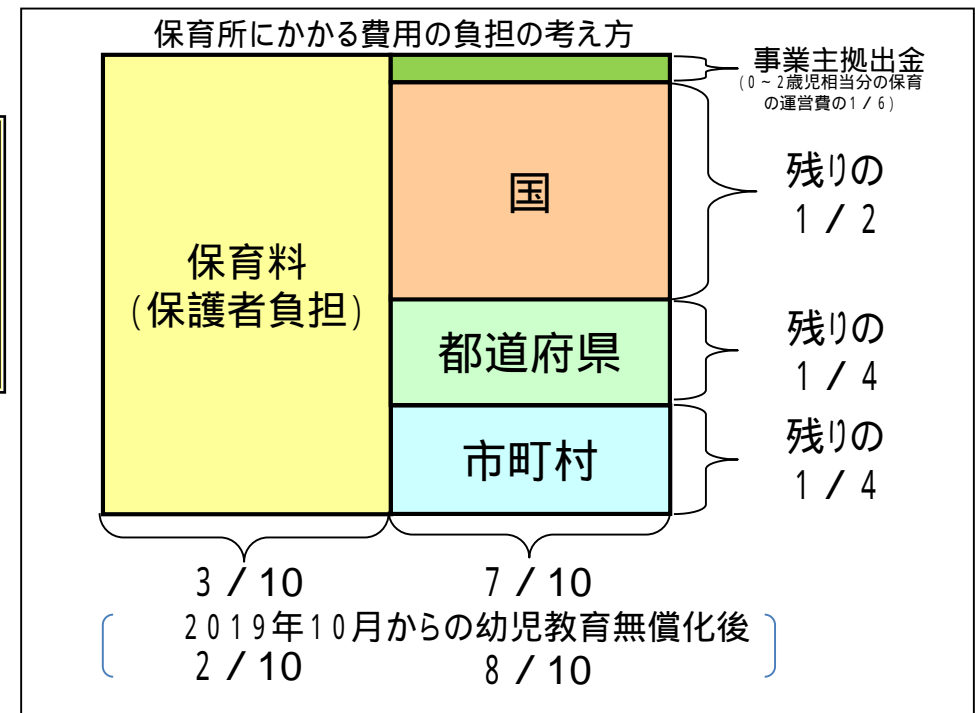 保育所にかかる費用の負担の考え方
事業主拠出金
(0~2歳児相当分の保育
の運営費の1/6)
保育料
(保護者負担)
国
残りの
1/2
都道府県
残りの
1/4
市町村
残りの
1/4
3/10
7/10
2019年10月からの幼児教育無償化後
2/10
8/10